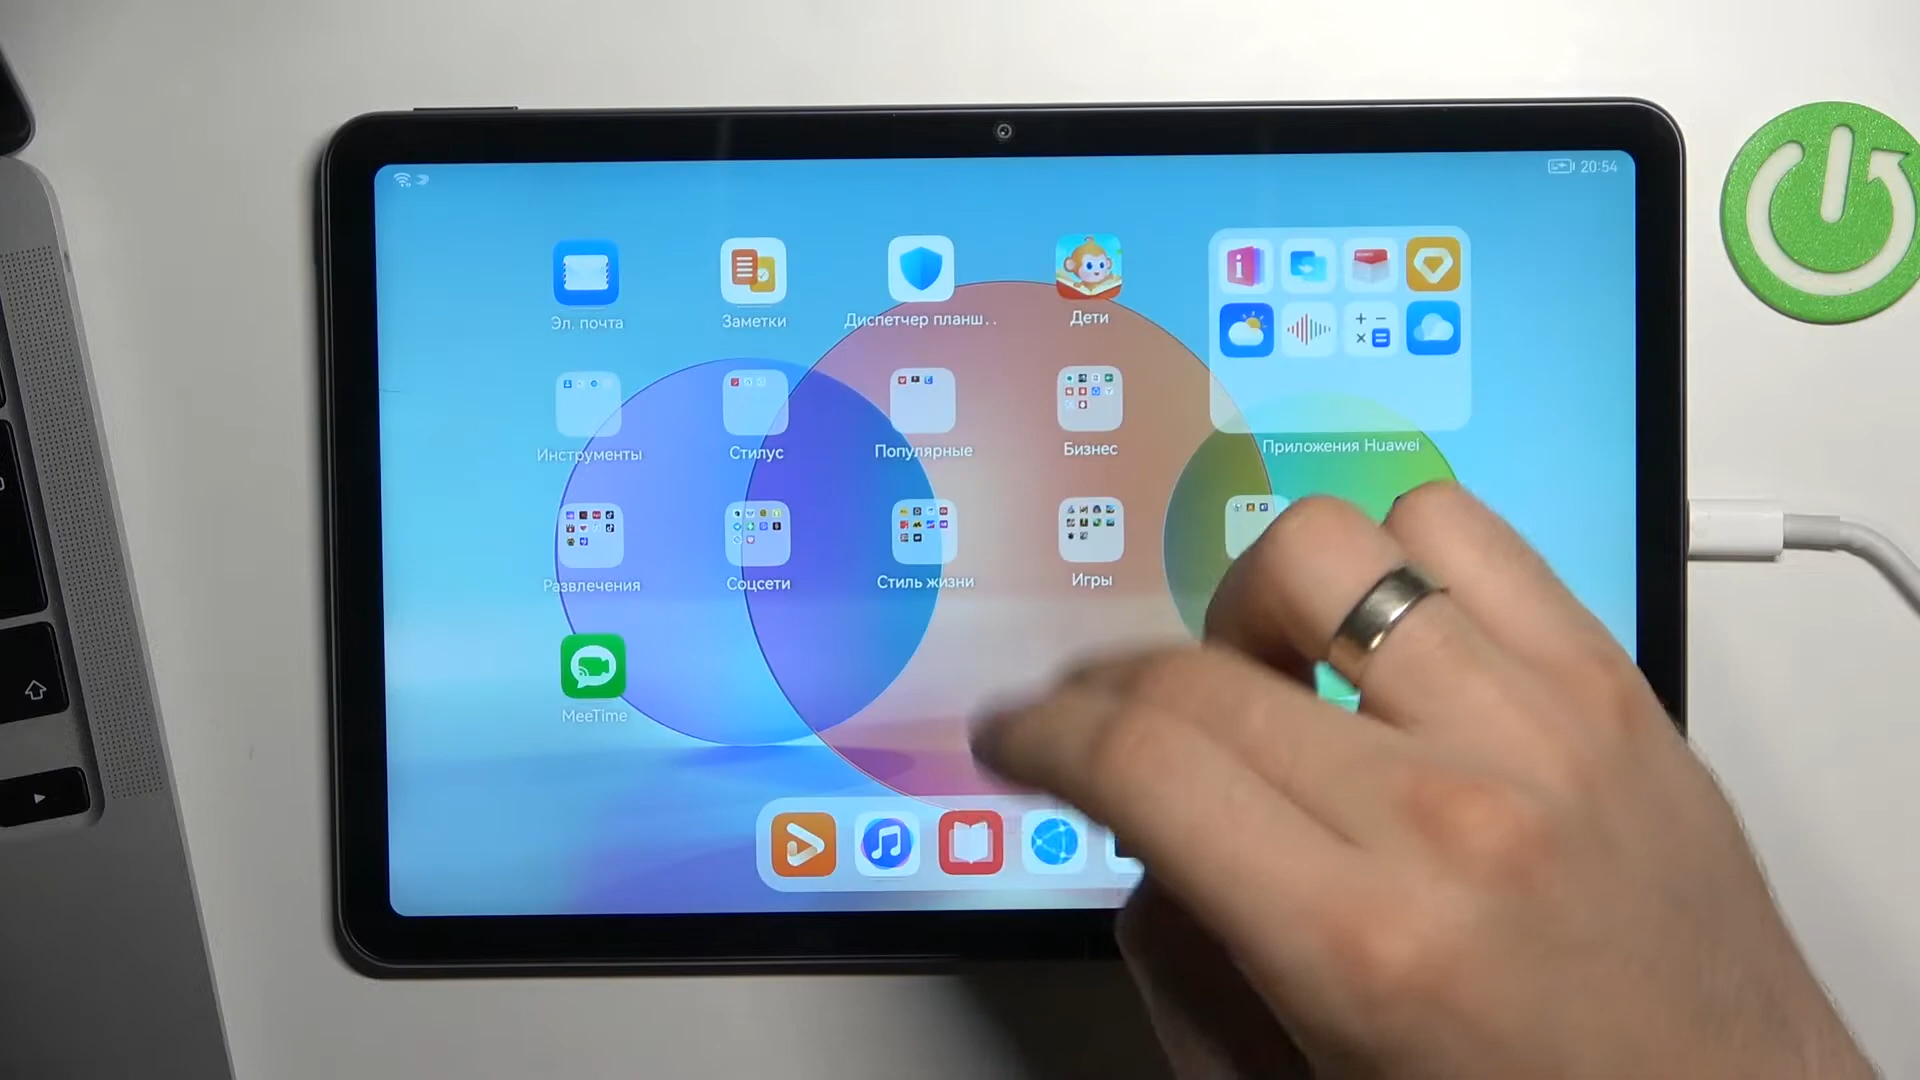 20:54
Эл. почта
Заметки
Диспетчер планш..
Дети
Инструменты
Стилус
Популярные
Бизнес
Приложения Huawei
Развлечения
Соцсети
Стиль жизни
Игры
MeeTime